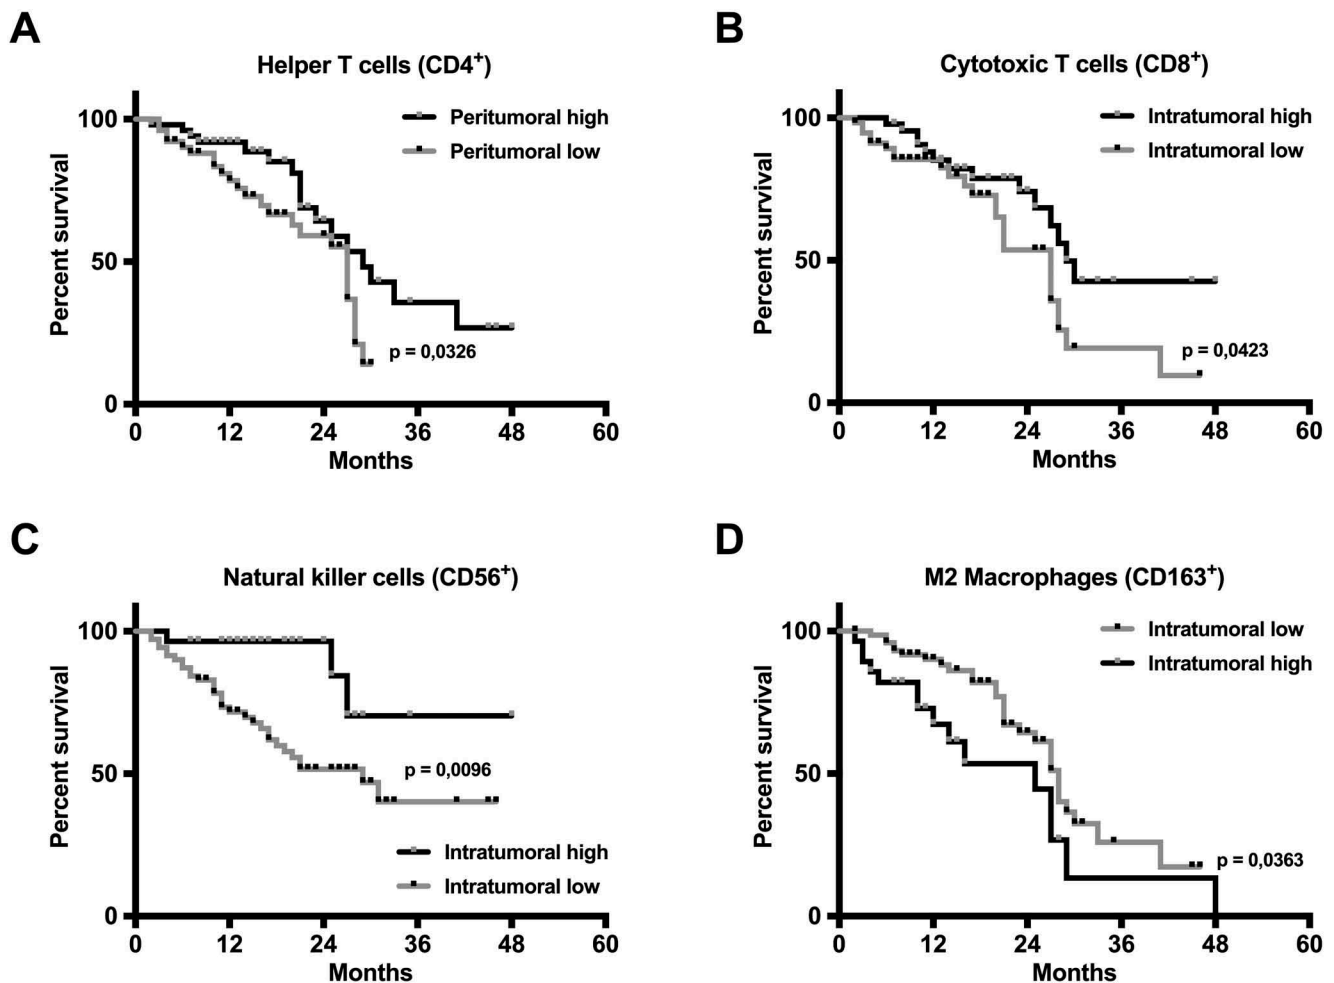 A
Helper T cells (CD4+)
Peritumoral high
Peritumoral low
Percent survival
100
50
0
p = 0,0326
0 12 24 36 48 60
Months
B
Cytotoxic T cells (CD8+)
Intratumoral high
Intratumoral low
Percent survival
100
50
0
p = 0,0423
0 12 24 36 48 60
Months
C
Natural killer cells (CD56+)
Percent survival
100
50
0
p = 0,0096
Intratumoral high
Intratumoral low
0 12 24 36 48 60
Months
D
M2 Macrophages (CD163+)
Intratumoral low
Intratumoral high
Percent survival
100
50
0
p = 0,0363
0 12 24 36 48 60
Months